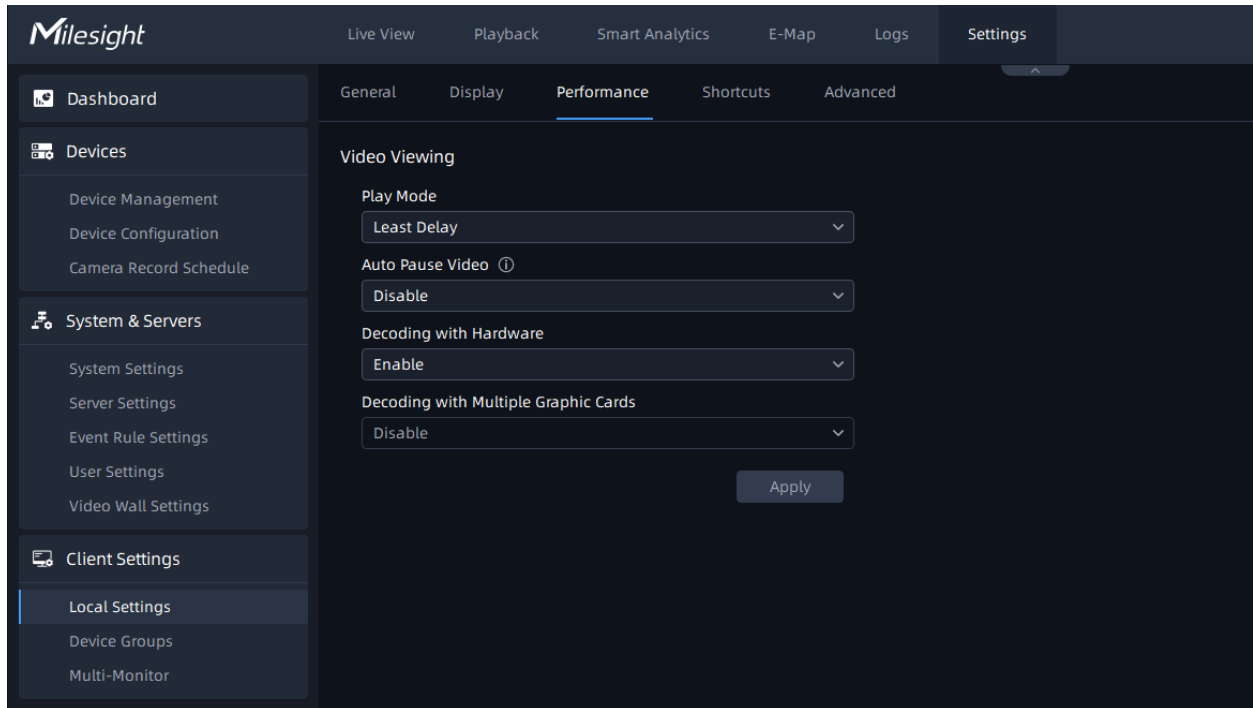 Milesight
Live View Playback Smart Analytics E-Map Logs Settings
Dashboard
Devices
Device Management
Device Configuration
Camera Record Schedule
System & Servers
System Settings
Server Settings
Event Rule Settings
User Settings
Video Wall Settings
Client Settings
Local Settings
Device Groups
Multi-Monitor
General Display Performance Shortcuts Advanced
Video Viewing
Play Mode
Least Delay
Auto Pause Video
Disable
Decoding with Hardware
Enable
Decoding with Multiple Graphic Cards
Disable
Apply